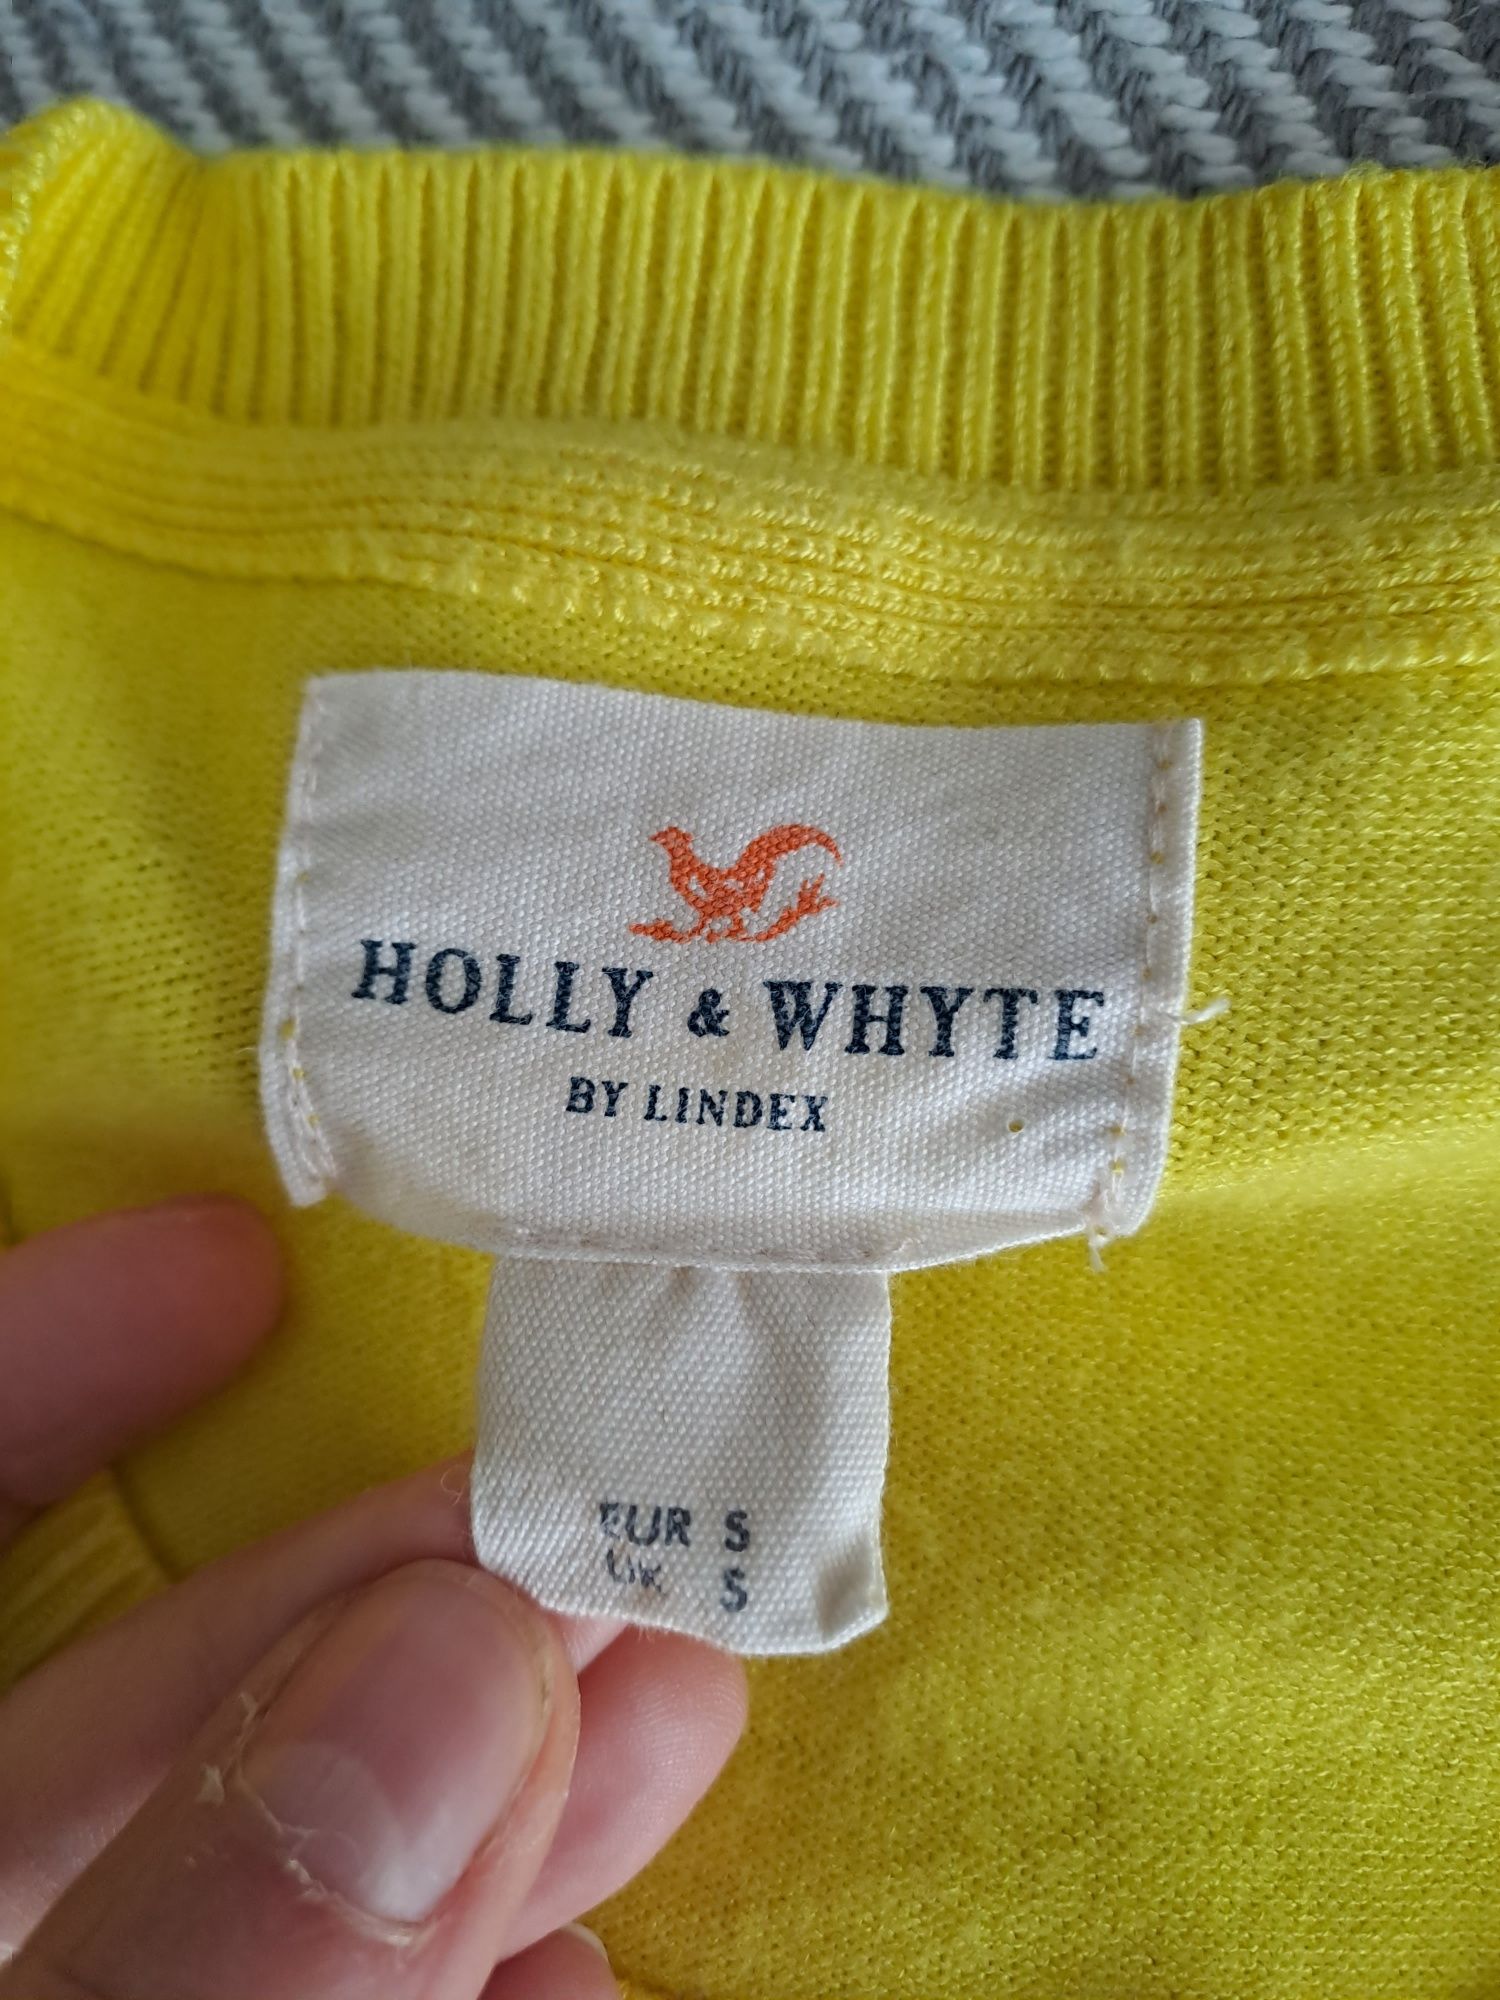 HOLLY & WHYTE
BY LINDEX
EUR S
UK S